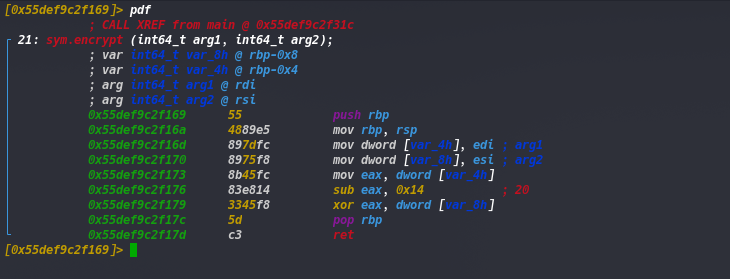 [0x55def9c2f169]> pdf
; CALL XREF from main @ 0x55def9c2f31c
21: sym.encrypt (int64_t arg1, int64_t arg2);
; var int64_t var_8h @ rbp-0x8
; var int64_t var_4h @ rbp-0x4
; arg int64_t arg1 @ rdi
; arg int64_t arg2 @ rsi
0x55def9c2f169 55 push rbp
0x55def9c2f16a 4889e5 mov rbp, rsp
0x55def9c2f16d 897dfc mov dword [var_4h], edi ; arg1
0x55def9c2f170 8975f8 mov dword [var_8h], esi ; arg2
0x55def9c2f173 8b45fc mov eax, dword [var_4h]
0x55def9c2f176 83e814 sub eax, 0x14 ; 20
0x55def9c2f179 3345f8 xor eax, dword [var_8h]
0x55def9c2f17c 5d pop rbp
0x55def9c2f17d c3 ret
[0x55def9c2f169]>